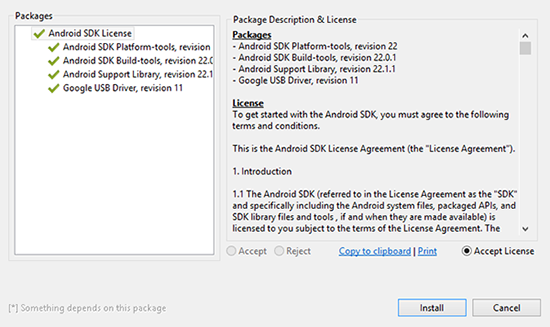 Packages
Android SDK License
Android SDK Platform-tools, revision
Android SDK Build-tools, revision 22.0
Android Support Library, revision 22.1
Google USB Driver, revision 11
Package Description & License
Packages
- Android SDK Platform-tools, revision 22
- Android SDK Build-tools, revision 22.0.1
- Android Support Library, revision 22.1.1
- Google USB Driver, revision 11
License
To get started with the Android SDK, you must agree to the following
terms and conditions.
This is the Android SDK License Agreement (the "License Agreement").
1. Introduction
1.1 The Android SDK (referred to in the License Agreement as the "SDK"
and specifically including the Android system files, packaged APIs, and
SDK library files and tools , if and when they are made available) is
licensed to you subject to the terms of the License Agreement. The
Accept Reject Copy to clipboard | Print Accept License
[*] Something depends on this package
Install Cancel